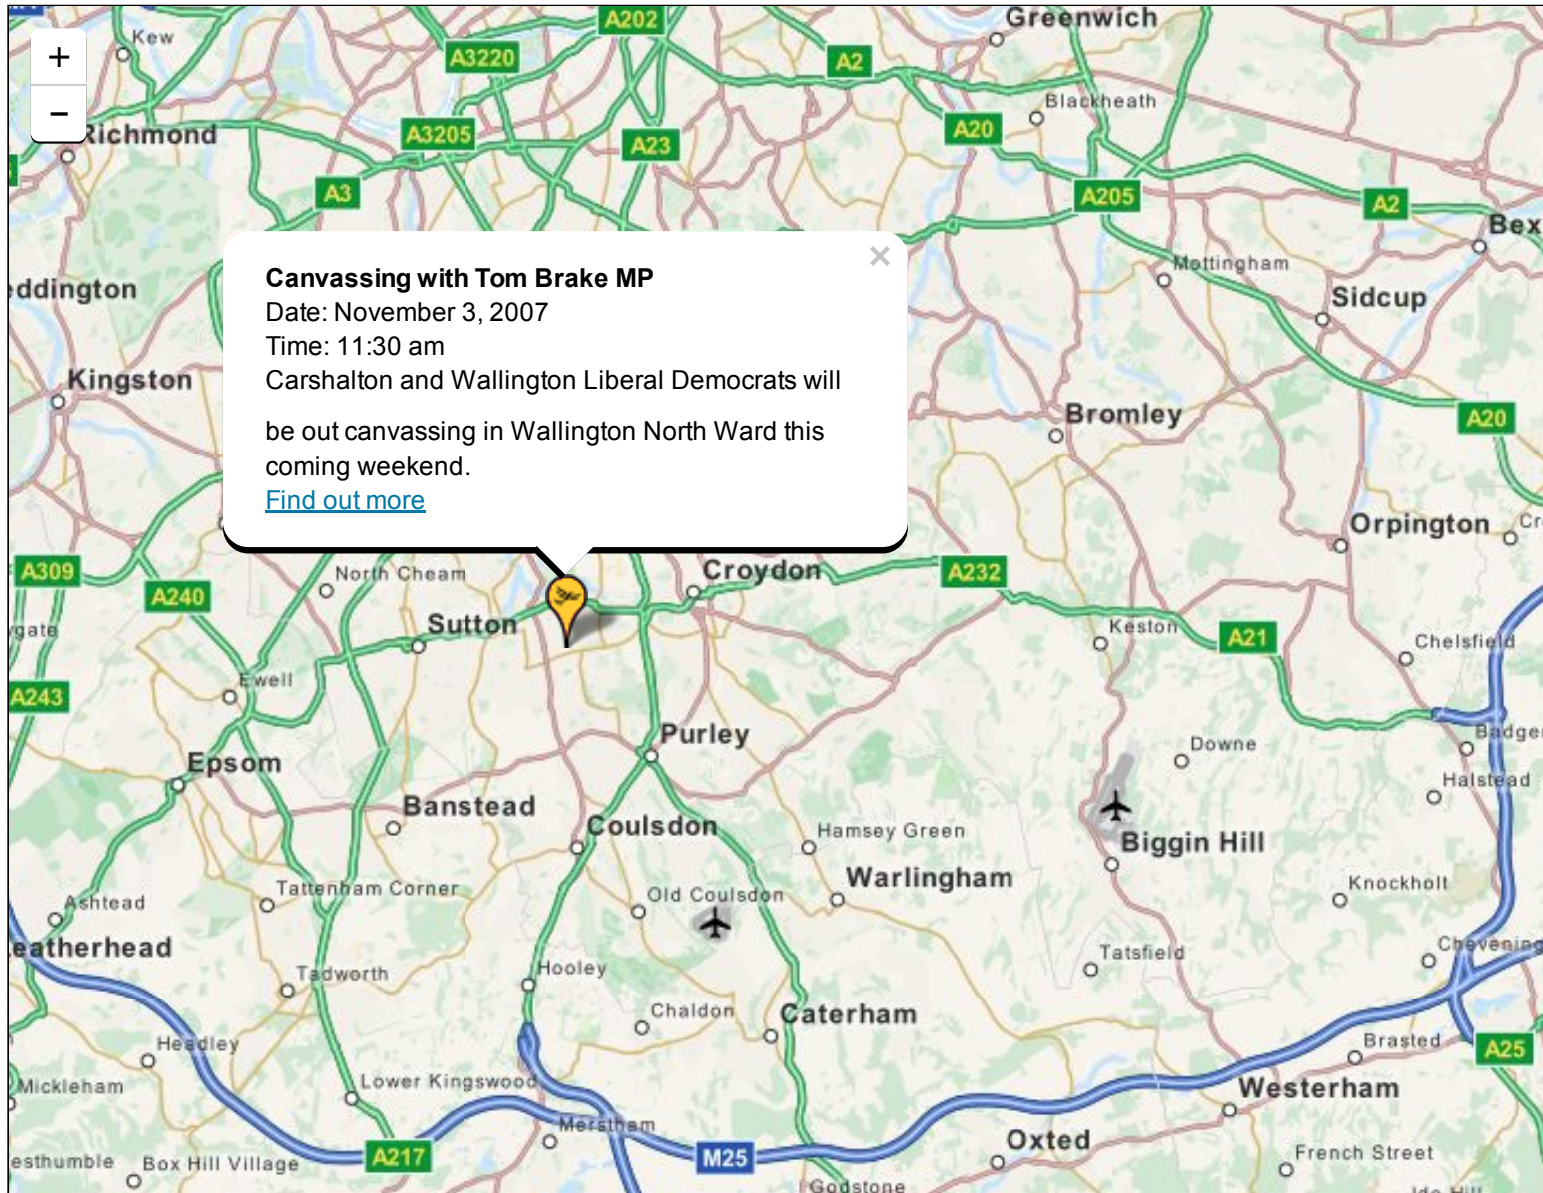 A202
Greenwich
+
Kew
A3220
A2
Blackheath
−
Richmond
A3205
A23
A20
A3
A205
A2
Mottingham
eddington
Sidcup
×
Canvassing with Tom Brake MP
Date: November 3, 2007
Time: 11:30 am
Carshalton and Wallington Liberal Democrats will
be out canvassing in Wallington North Ward this
coming weekend.
Find out more
Kingston
Bromley
A20
Orpington
A309
North Cheam
Croydon
A232
A240
Sutton
Keston
A21
Chelsfield
Ewell
A243
Purley
Downe
Epsom
Halstead
Banstead
Coulsdon
Hamsey Green
Biggin Hill
Tattenham Corner
Old Coulsdon
Warlingham
Knockholt
Ashtead
eatherhead
Tadworth
Hooley
Tatsfield
Chevening
Chaldon
Caterham
Headley
Brasted
A25
Mickleham
Lower Kingswood
Westerham
Merstham
A217
M25
Oxted
esthumble
Box Hill Village
French Street
Godstone